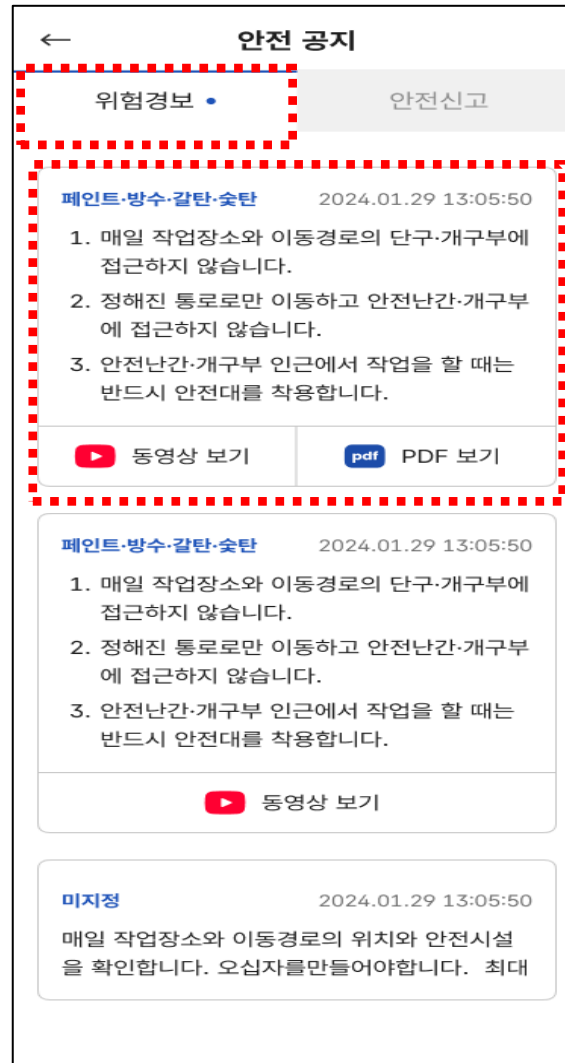 안전 공지
위험경보
안전신고
페인트·방수·갈탄·숯탄 2024.01.29 13:05:50
1. 매일 작업장소와 이동경로의 단구·개구부에
접근하지 않습니다.
2. 정해진 통로로만 이동하고 안전난간·개구부
에 접근하지 않습니다.
3. 안전난간·개구부 인근에서 작업을 할 때는
반드시 안전대를 착용합니다.
동영상 보기
pdf PDF 보기
페인트·방수·갈탄·숯탄 2024.01.29 13:05:50
1. 매일 작업장소와 이동경로의 단구·개구부에
접근하지 않습니다.
2. 정해진 통로로만 이동하고 안전난간·개구부
에 접근하지 않습니다.
3. 안전난간·개구부 인근에서 작업을 할 때는
반드시 안전대를 착용합니다.
동영상 보기
미지정 2024.01.29 13:05:50
매일 작업장소와 이동경로의 위치와 안전시설
을 확인합니다. 오십자를만들어야합니다. 최대